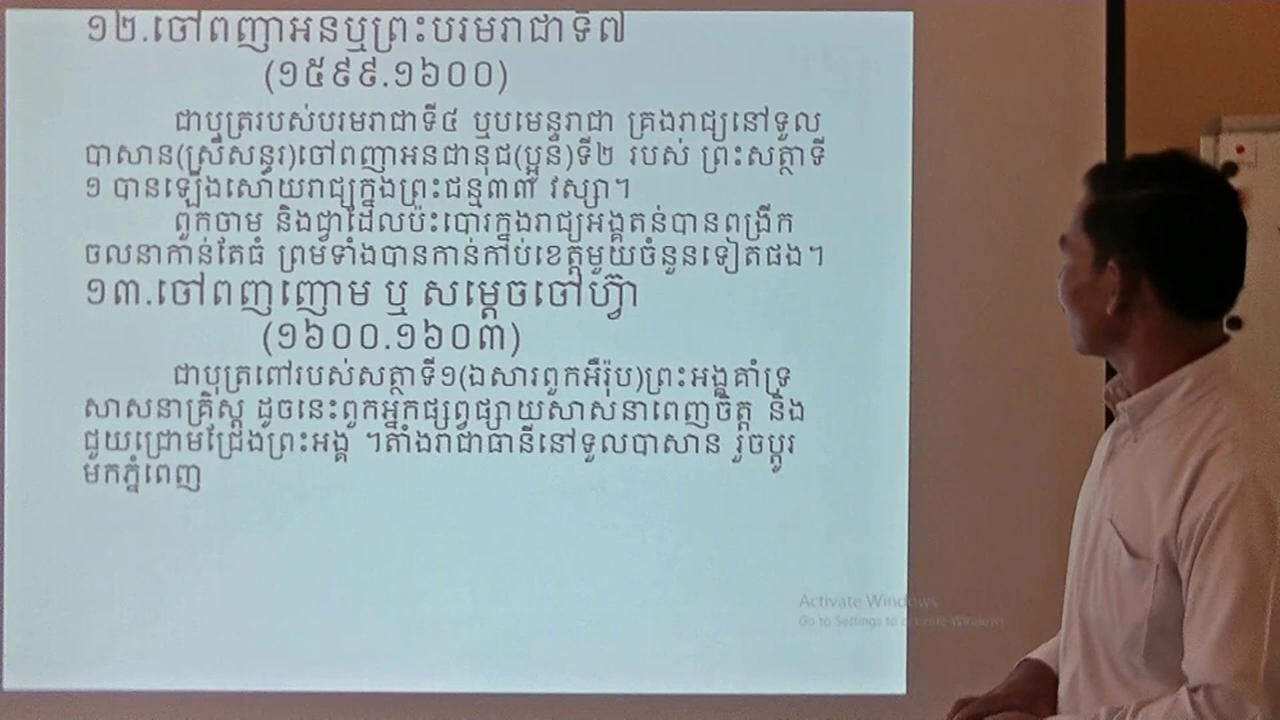 ១២.ចៅពញាអនឬព្រះបរមរាជាទី៧
(១៥៩៩.១៦០០)
ជាបុត្ររបស់បរមរាជាទី៤ ឬបមេន្ទរាជា គ្រងរាជ្យនៅទួល
បាសាន(ស្រីសន្ធរ)ចៅពញាអនជានុជ(ប្អូន)ទី២ របស់ ព្រះសត្ថាទី
១ បានឡើងសោយរាជ្យក្នុងព្រះជន្ម៣៣ វស្សា។
ពួកចាម និងជ្វាដែលបះបោរក្នុងរាជ្យអង្គតន់បានពង្រីក
ចលនាកាន់តែធំ ព្រមទាំងបានកាន់កាប់ខេត្តមួយចំនួនទៀតផង។
១៣.ចៅពញញោម ឬ សម្តេចចៅហ៊្វា
(១៦០០.១៦០៣)
ជាបុត្រពៅរបស់សត្ថាទី១(ឯសារពួកអឺរ៉ុប)ព្រះអង្គគាំទ្រ
សាសនាគ្រិស្ត ដូចនេះពួកអ្នកផ្សព្វផ្សាយសាសនាពេញចិត្ត និង
ជួយជ្រោមជ្រែងព្រះអង្គ ។តាំងរាជាធានីនៅទួលបាសាន រួចប្តូរ
មកភ្នំពេញ
Activate Windows
Go to Settings to activate Windows